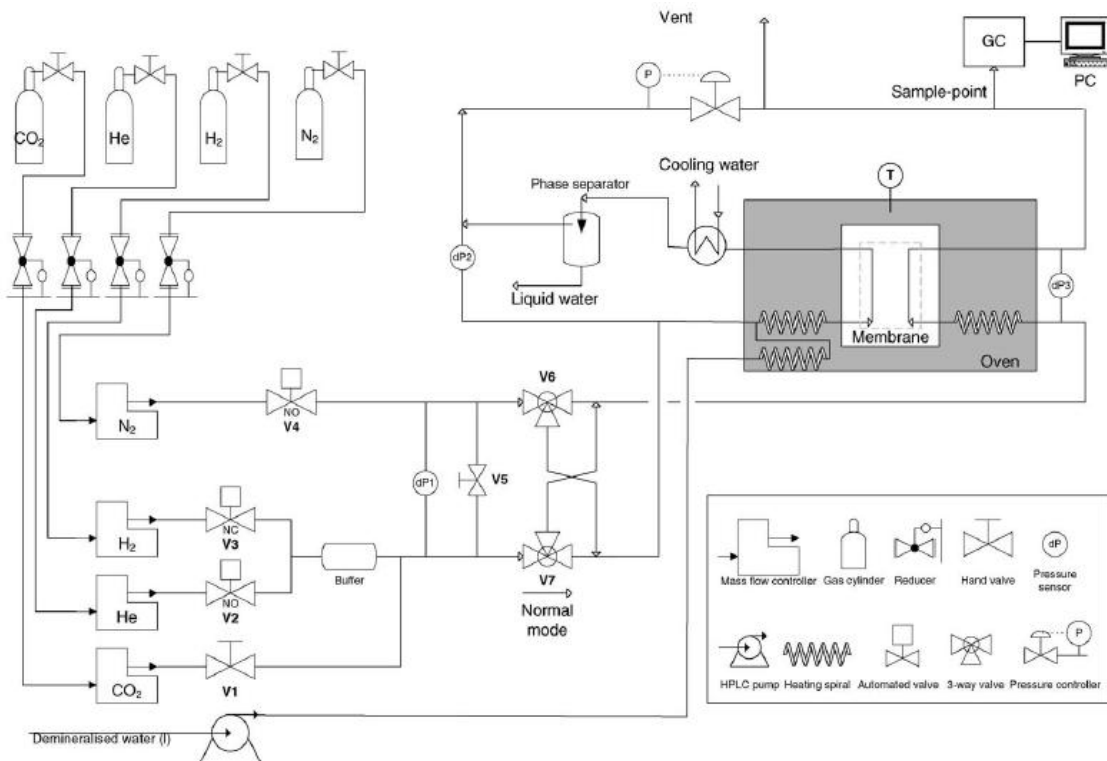 Vent
GC
PC
Sample-point
P
CO2
He
H2
N2
Cooling water
Phase separator
T
dP2
dP3
Liquid water
Membrane
Oven
N2
NO
V4
V6
dP1
V5
H2
NC
V3
Buffer
V7
Normal
mode
He
NO
V2
CO2
V1
Demineralised water (l)
dP
Mass flow controller
Gas cylinder
Reducer
Hand valve
Pressure
sensor
P
HPLC pump
Heating spiral
Automated valve
3-way valve
Pressure controller